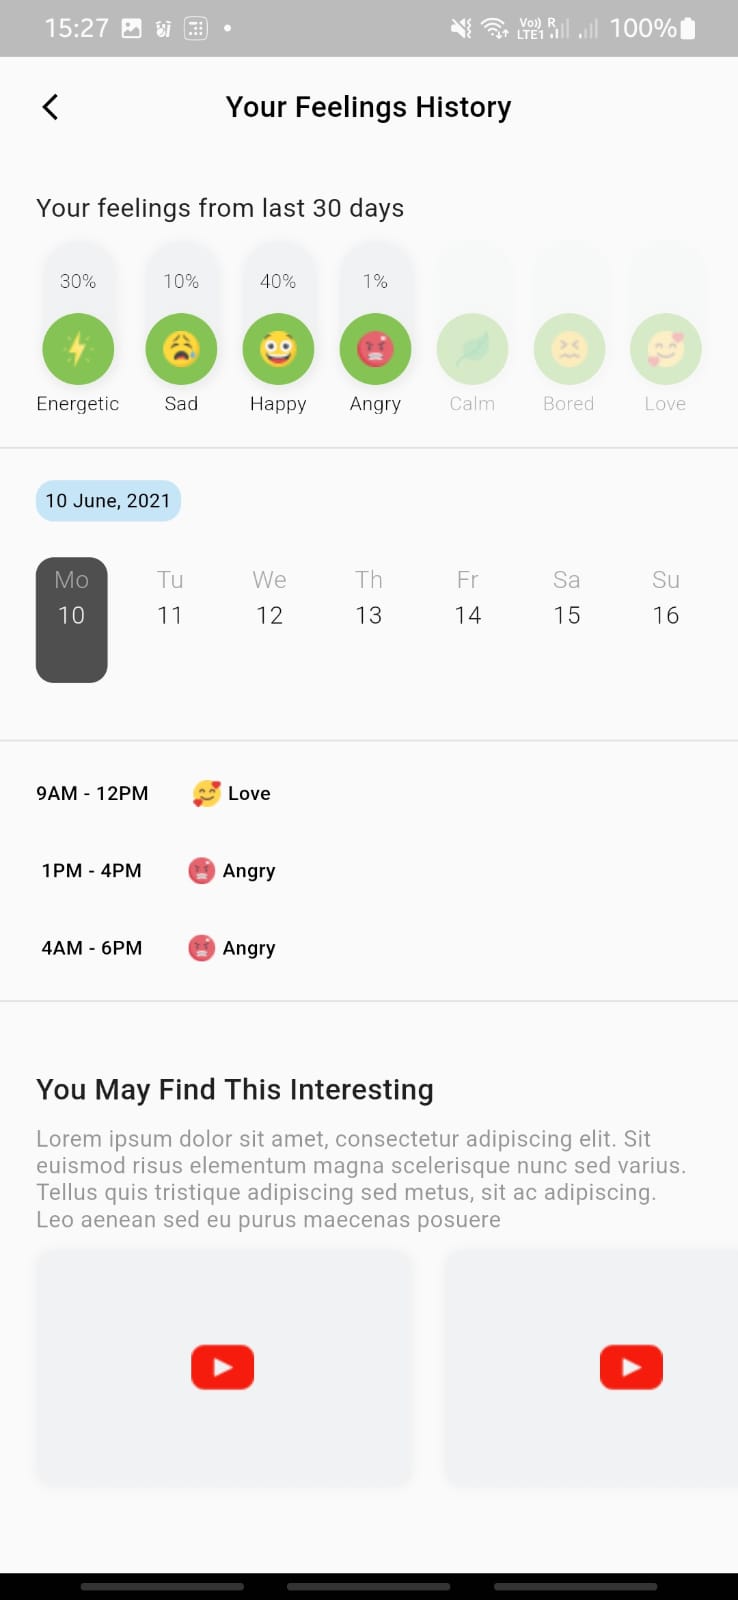 15:27 Vo)) R LTE1 100%
Your Feelings History
Your feelings from last 30 days
30% 10% 40% 1%
Energetic Sad Happy Angry Calm Bored Love
10 June, 2021
Mo Tu We Th Fr Sa Su
10 11 12 13 14 15 16
9AM - 12PM Love
1PM - 4PM Angry
4AM - 6PM Angry
You May Find This Interesting
Lorem ipsum dolor sit amet, consectetur adipiscing elit. Sit
euismod risus elementum magna scelerisque nunc sed varius.
Tellus quis tristique adipiscing sed metus, sit ac adipiscing.
Leo aenean sed eu purus maecenas posuere